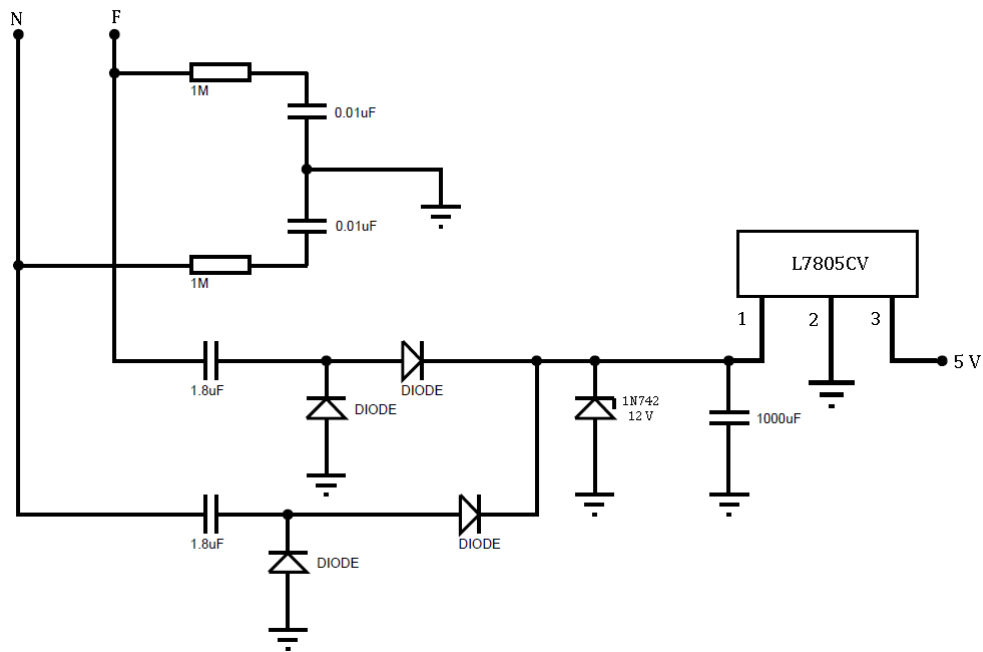 N
F
1M
0.01uF
0.01uF
1M
L7805CV
1
2
3
5 V
1.8uF
DIODE
DIODE
1N742
12 V
1000uF
1.8uF
DIODE
DIODE